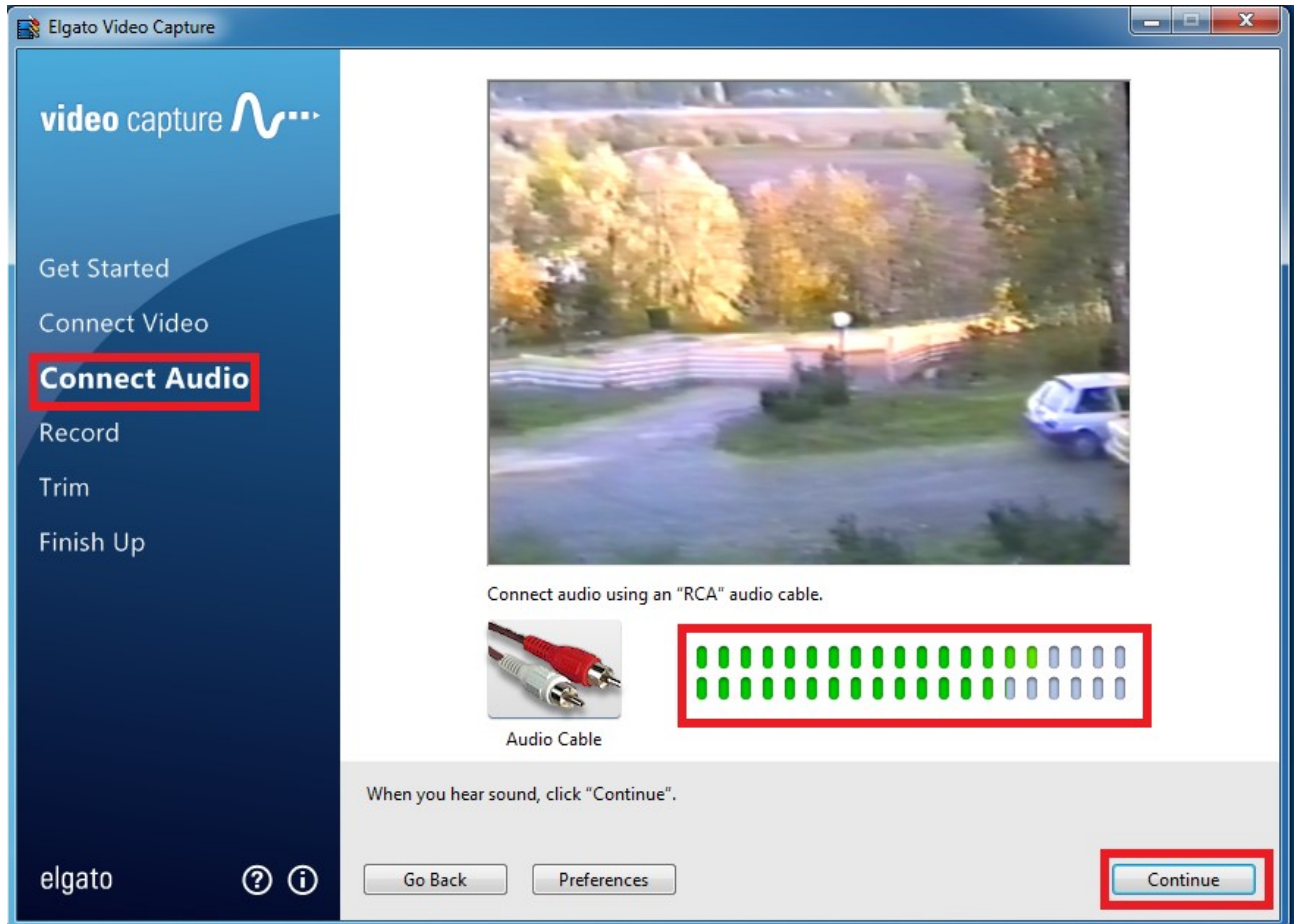 Elgato Video Capture
video capture
Get Started
Connect Video
Connect Audio
Record
Trim
Finish Up
Connect audio using an "RCA" audio cable.
Audio Cable
When you hear sound, click "Continue".
elgato
Go Back
Preferences
Continue